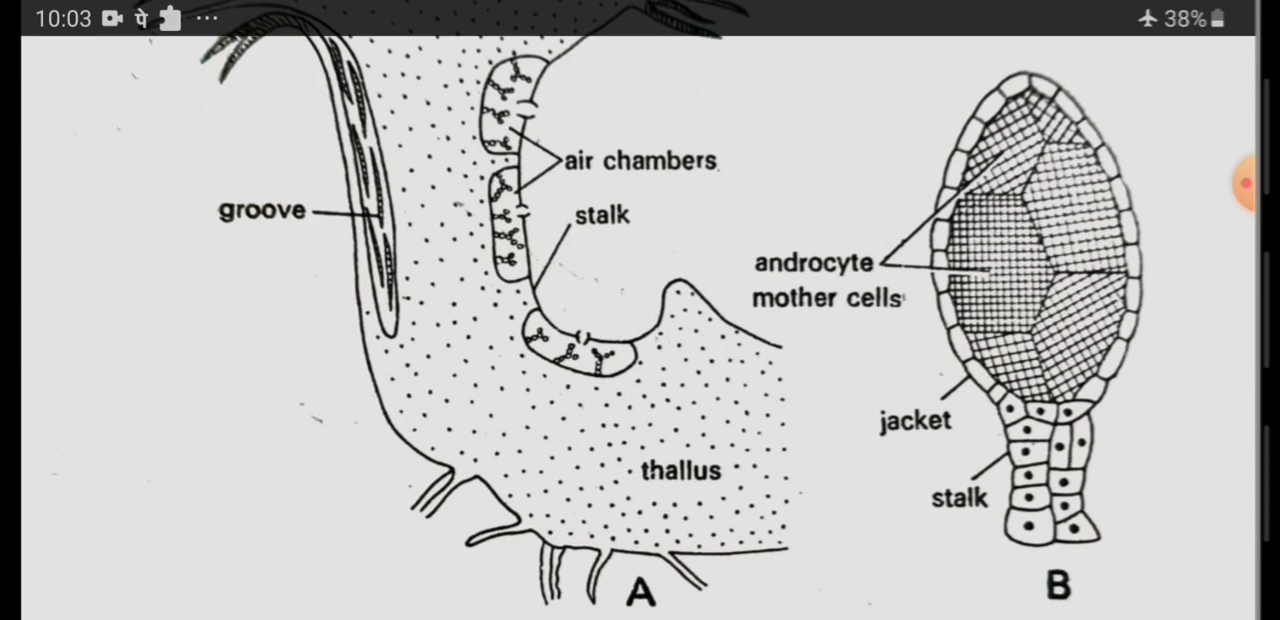 10:03 पे ... 38%
air chambers
groove
stalk
androcyte
mother cells
jacket
thallus
stalk
A
B